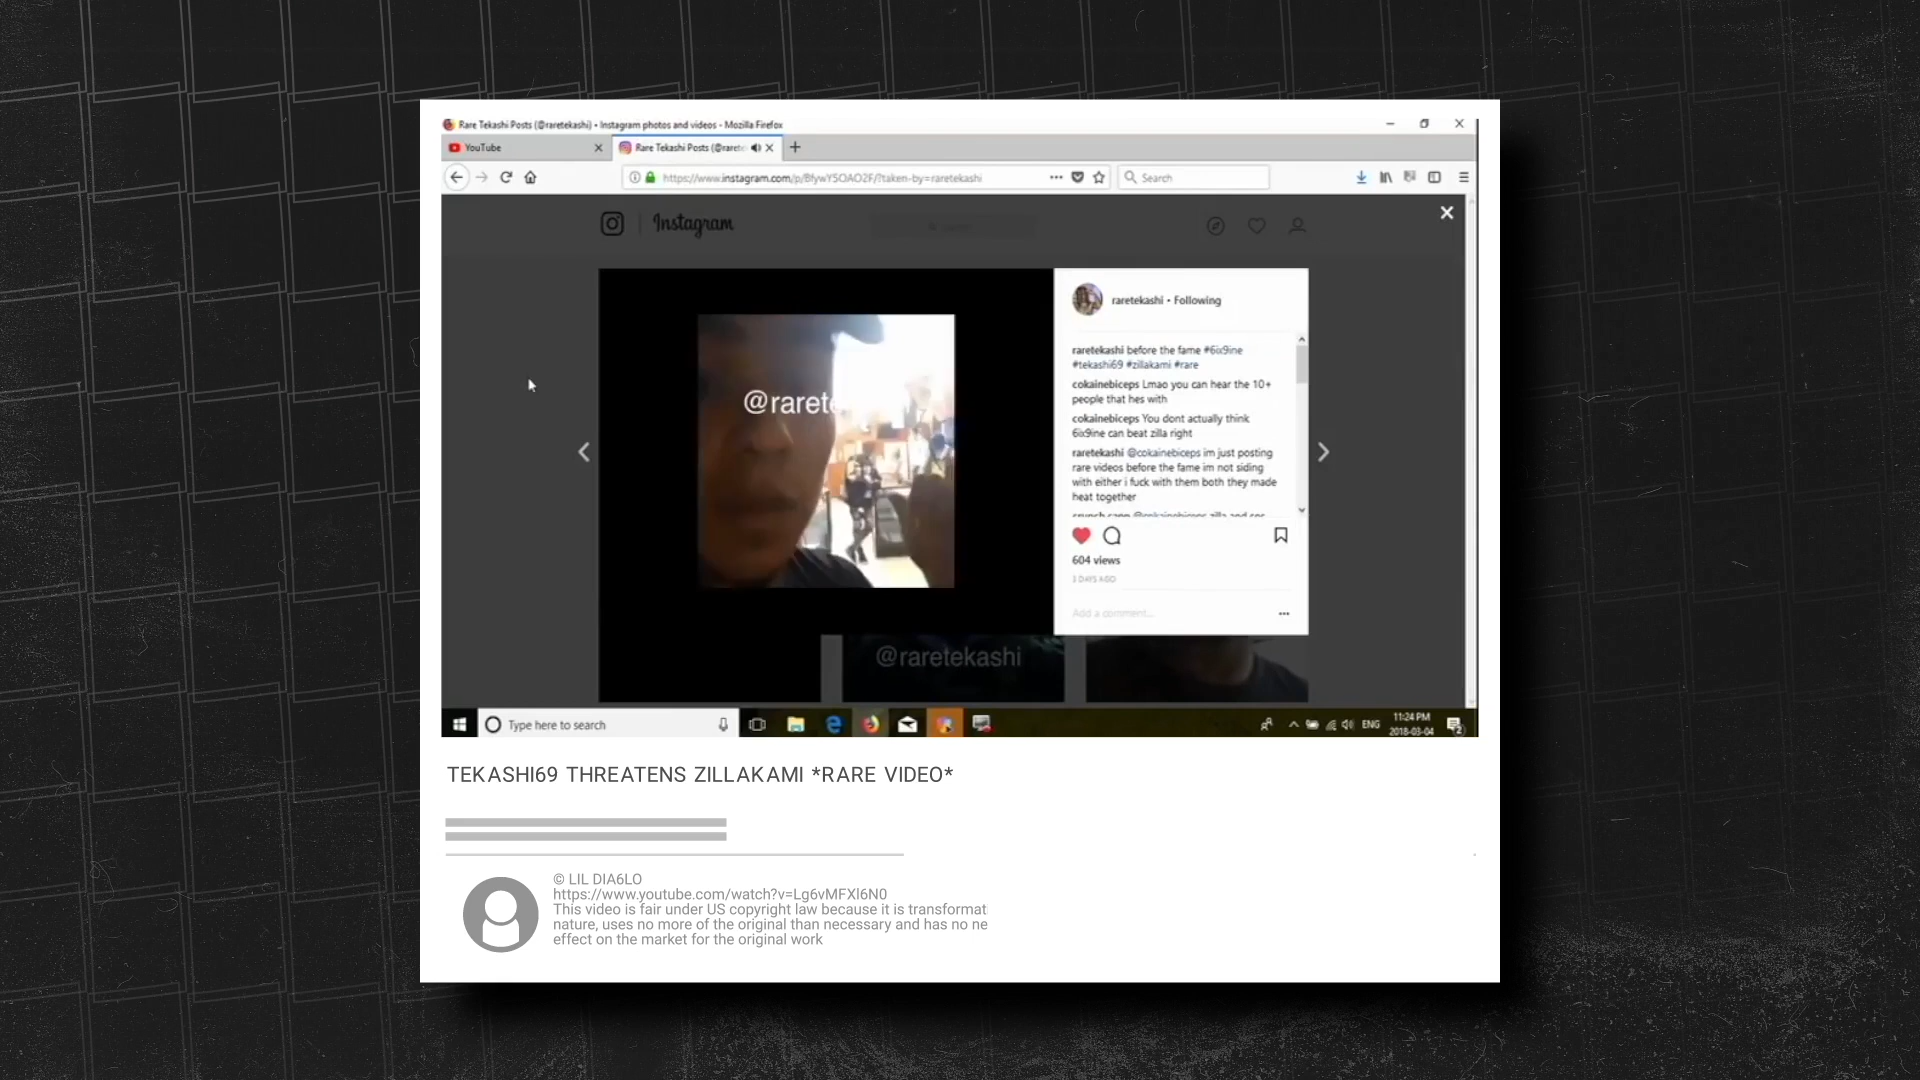 Rare Tekashi Posts (@raretekashi) • Instagram photos and videos - Mozilla Firefox
YouTube
Rare Tekashi Posts (@rarete
https://www.instagram.com/p/BfywY5OAO2F/?taken-by=raretekashi
Search
Instagram
raretekashi • Following
@rarete
raretekashi before the fame #6ix9ine
#tekashi69 #zillakami #rare
cokainebiceps Lmao you can hear the 10+
people that hes with
cokainebiceps You dont actually think
6ix9ine can beat zilla right
raretekashi @cokainebiceps im just posting
rare videos before the fame im not siding
with either i fuck with them both they made
heat together
604 views
DAYS AGO
Add a comment...
@raretekashi
Type here to search
ENG
11:24 PM
2018-03-04
2
TEKASHI69 THREATENS ZILLAKAMI *RARE VIDEO*
© LIL DIA6LO
https://www.youtube.com/watch?v=Lg6vMFXl6N0
This video is fair under US copyright law because it is transformat
nature, uses no more of the original than necessary and has no ne
effect on the market for the original work